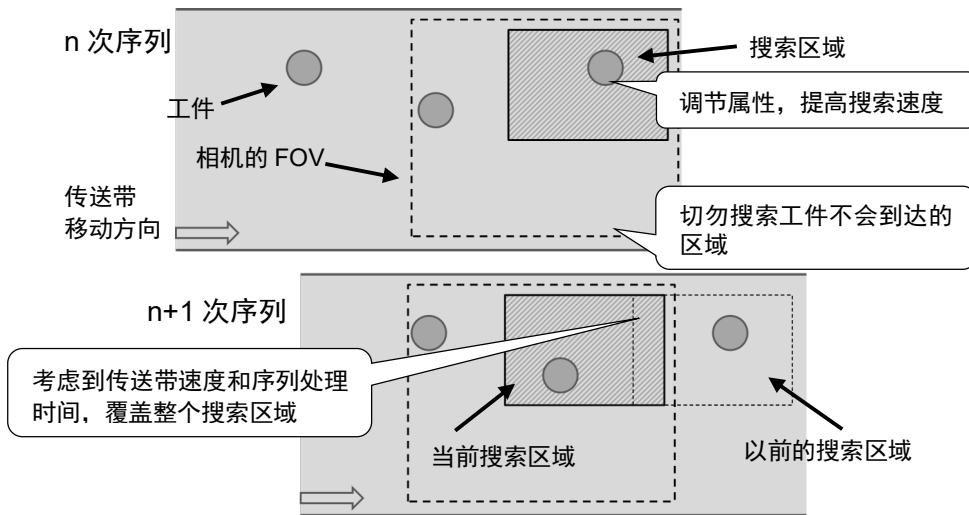 n 次序列
搜索区域
工件
调节属性，提高搜索速度
相机的 FOV
传送带
移动方向
切勿搜索工件不会到达的
区域
n+1 次序列
考虑到传送带速度和序列处理
时间，覆盖整个搜索区域
当前搜索区域
以前的搜索区域